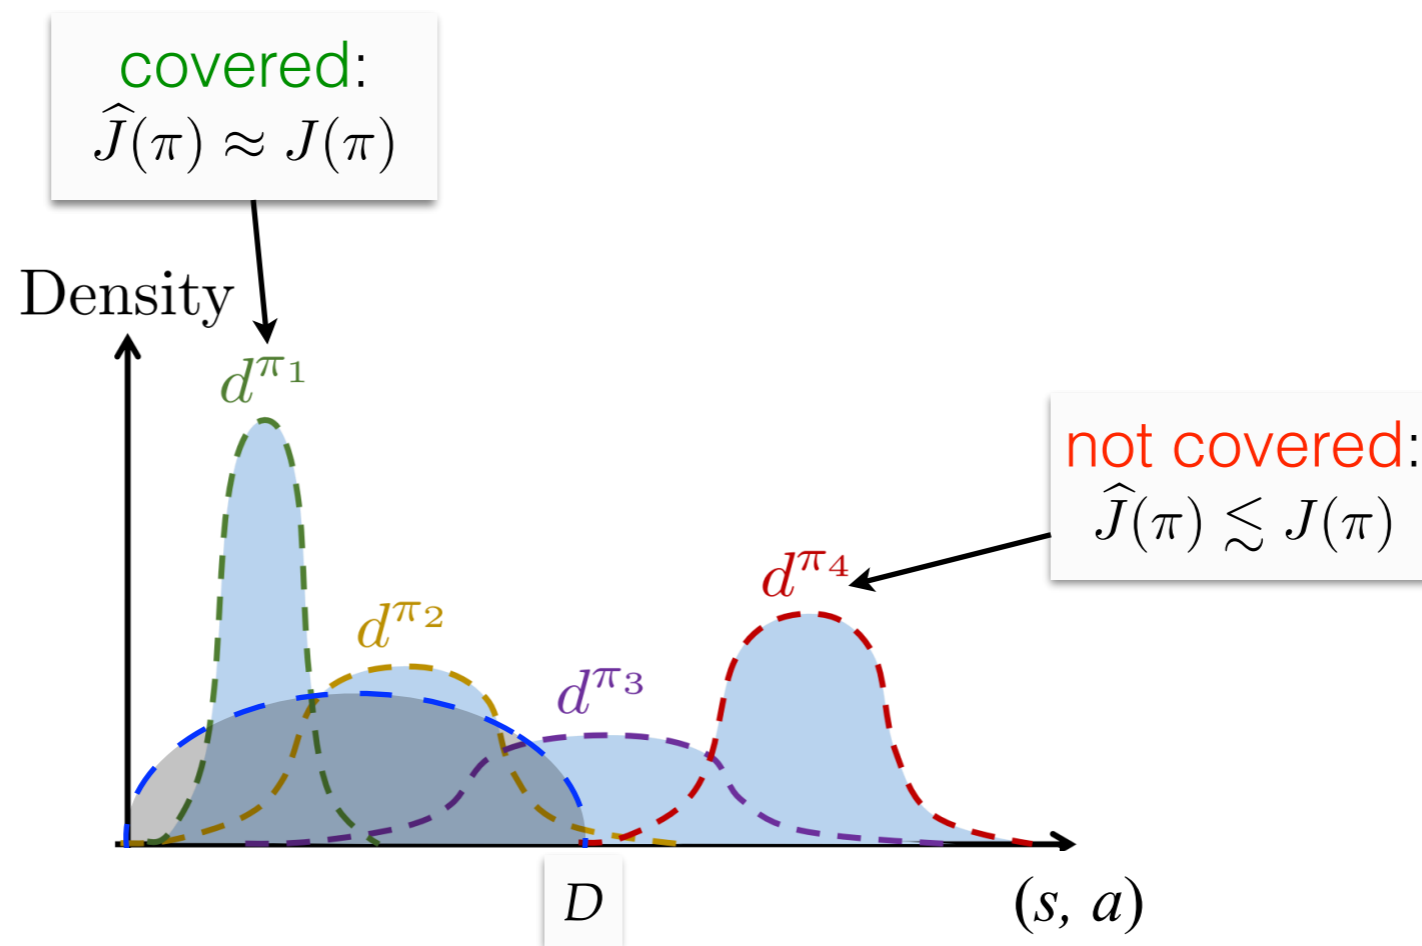 covered:
Ĵ(π) ≈ J(π)
Density
d^{π₁}
not covered:
Ĵ(π) ≲ J(π)
d^{π₄}
d^{π₂}
d^{π₃}
D
(s, a)